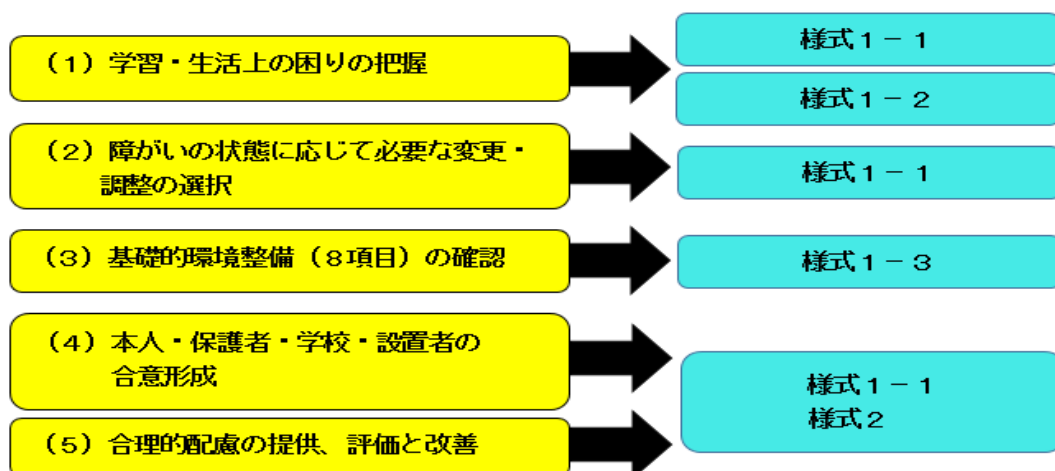 (1)学習・生活上の困りの把握
様式1-1
様式1-2
(2)障がいの状態に応じて必要な変更・
調整の選択
様式1-1
(3)基礎的環境整備(8項目)の確認
様式1-3
(4)本人・保護者・学校・設置者の
合意形成
(5)合理的配慮の提供、評価と改善
様式1-1
様式2